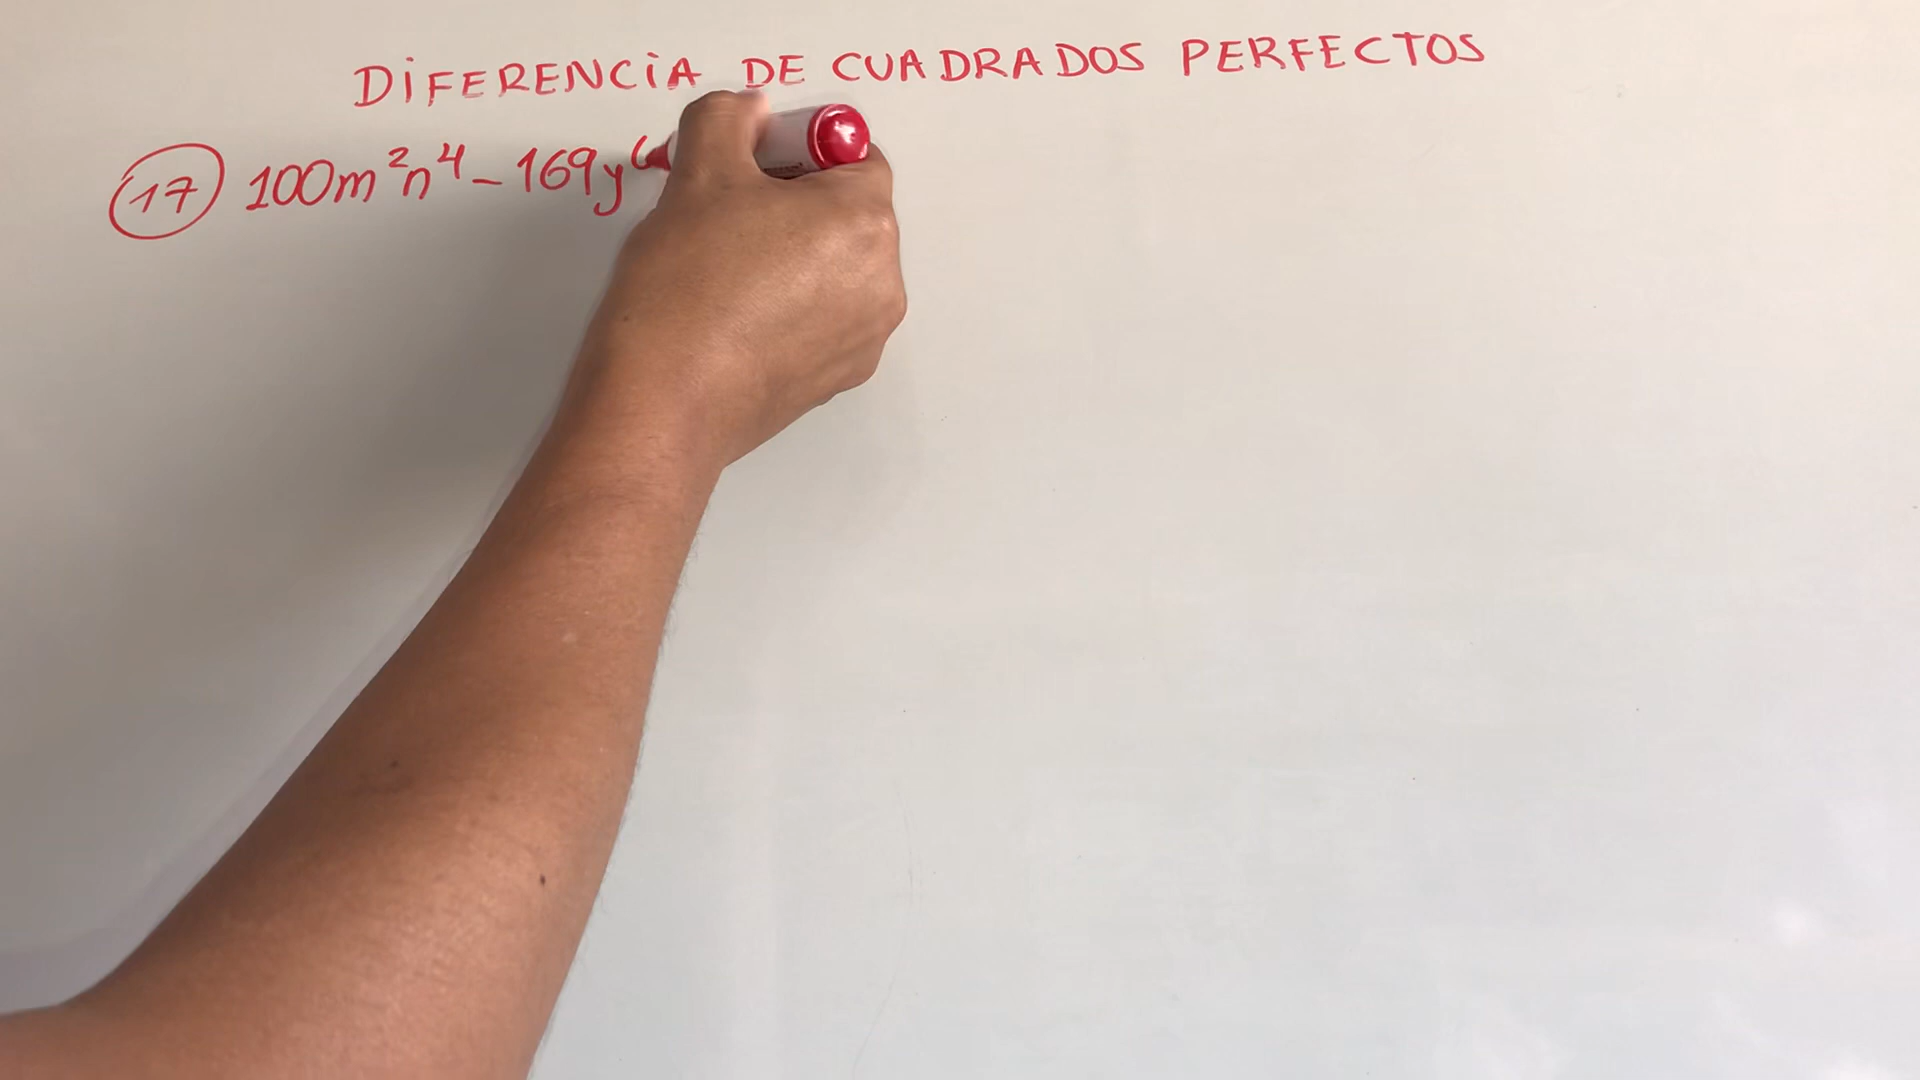 DIFERENCIA DE CUADRADOS PERFECTOS
17 100m²n⁴ - 169y